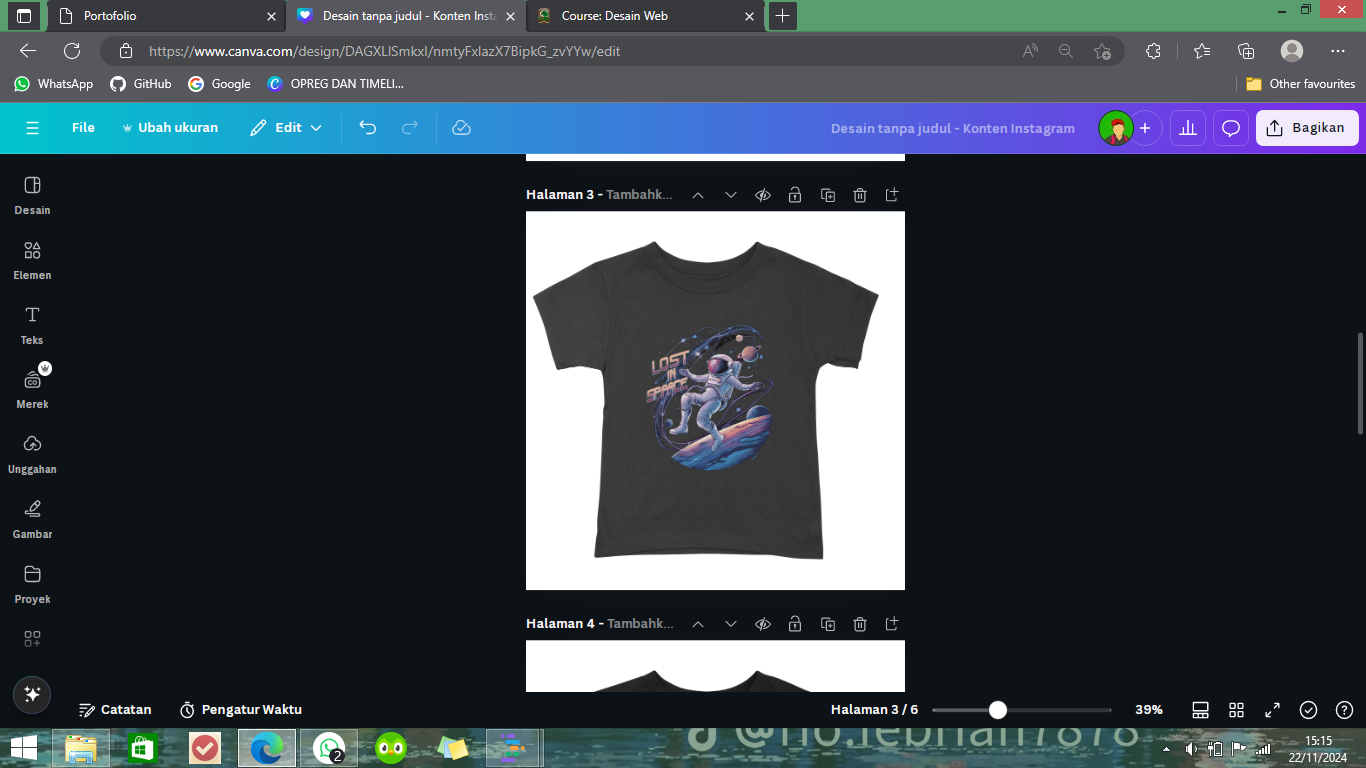 Portofolio
Desain tanpa judul - Konten Insta
Course: Desain Web
https://www.canva.com/design/DAGXLlSmkxI/nmtyFxlazX7BipkG_zvYYw/edit
WhatsApp
GitHub
Google
OPREG DAN TIMELI...
Other favourites
File
Ubah ukuran
Edit
Desain tanpa judul - Konten Instagram
Bagikan
Desain
Elemen
Teks
Merek
Unggahan
Gambar
Proyek
Halaman 3 - Tambahk...
LOST
IN
SPAACE
Halaman 4 - Tambahk...
Catatan
Pengatur Waktu
Halaman 3 / 6
39%
2
15:15
22/11/2024